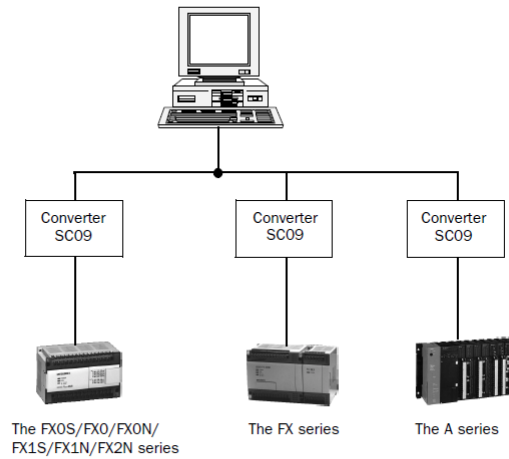 Converter
SC09
Converter
SC09
Converter
SC09
The FX0S/FX0/FX0N/
FX1S/FX1N/FX2N series
The FX series
The A series